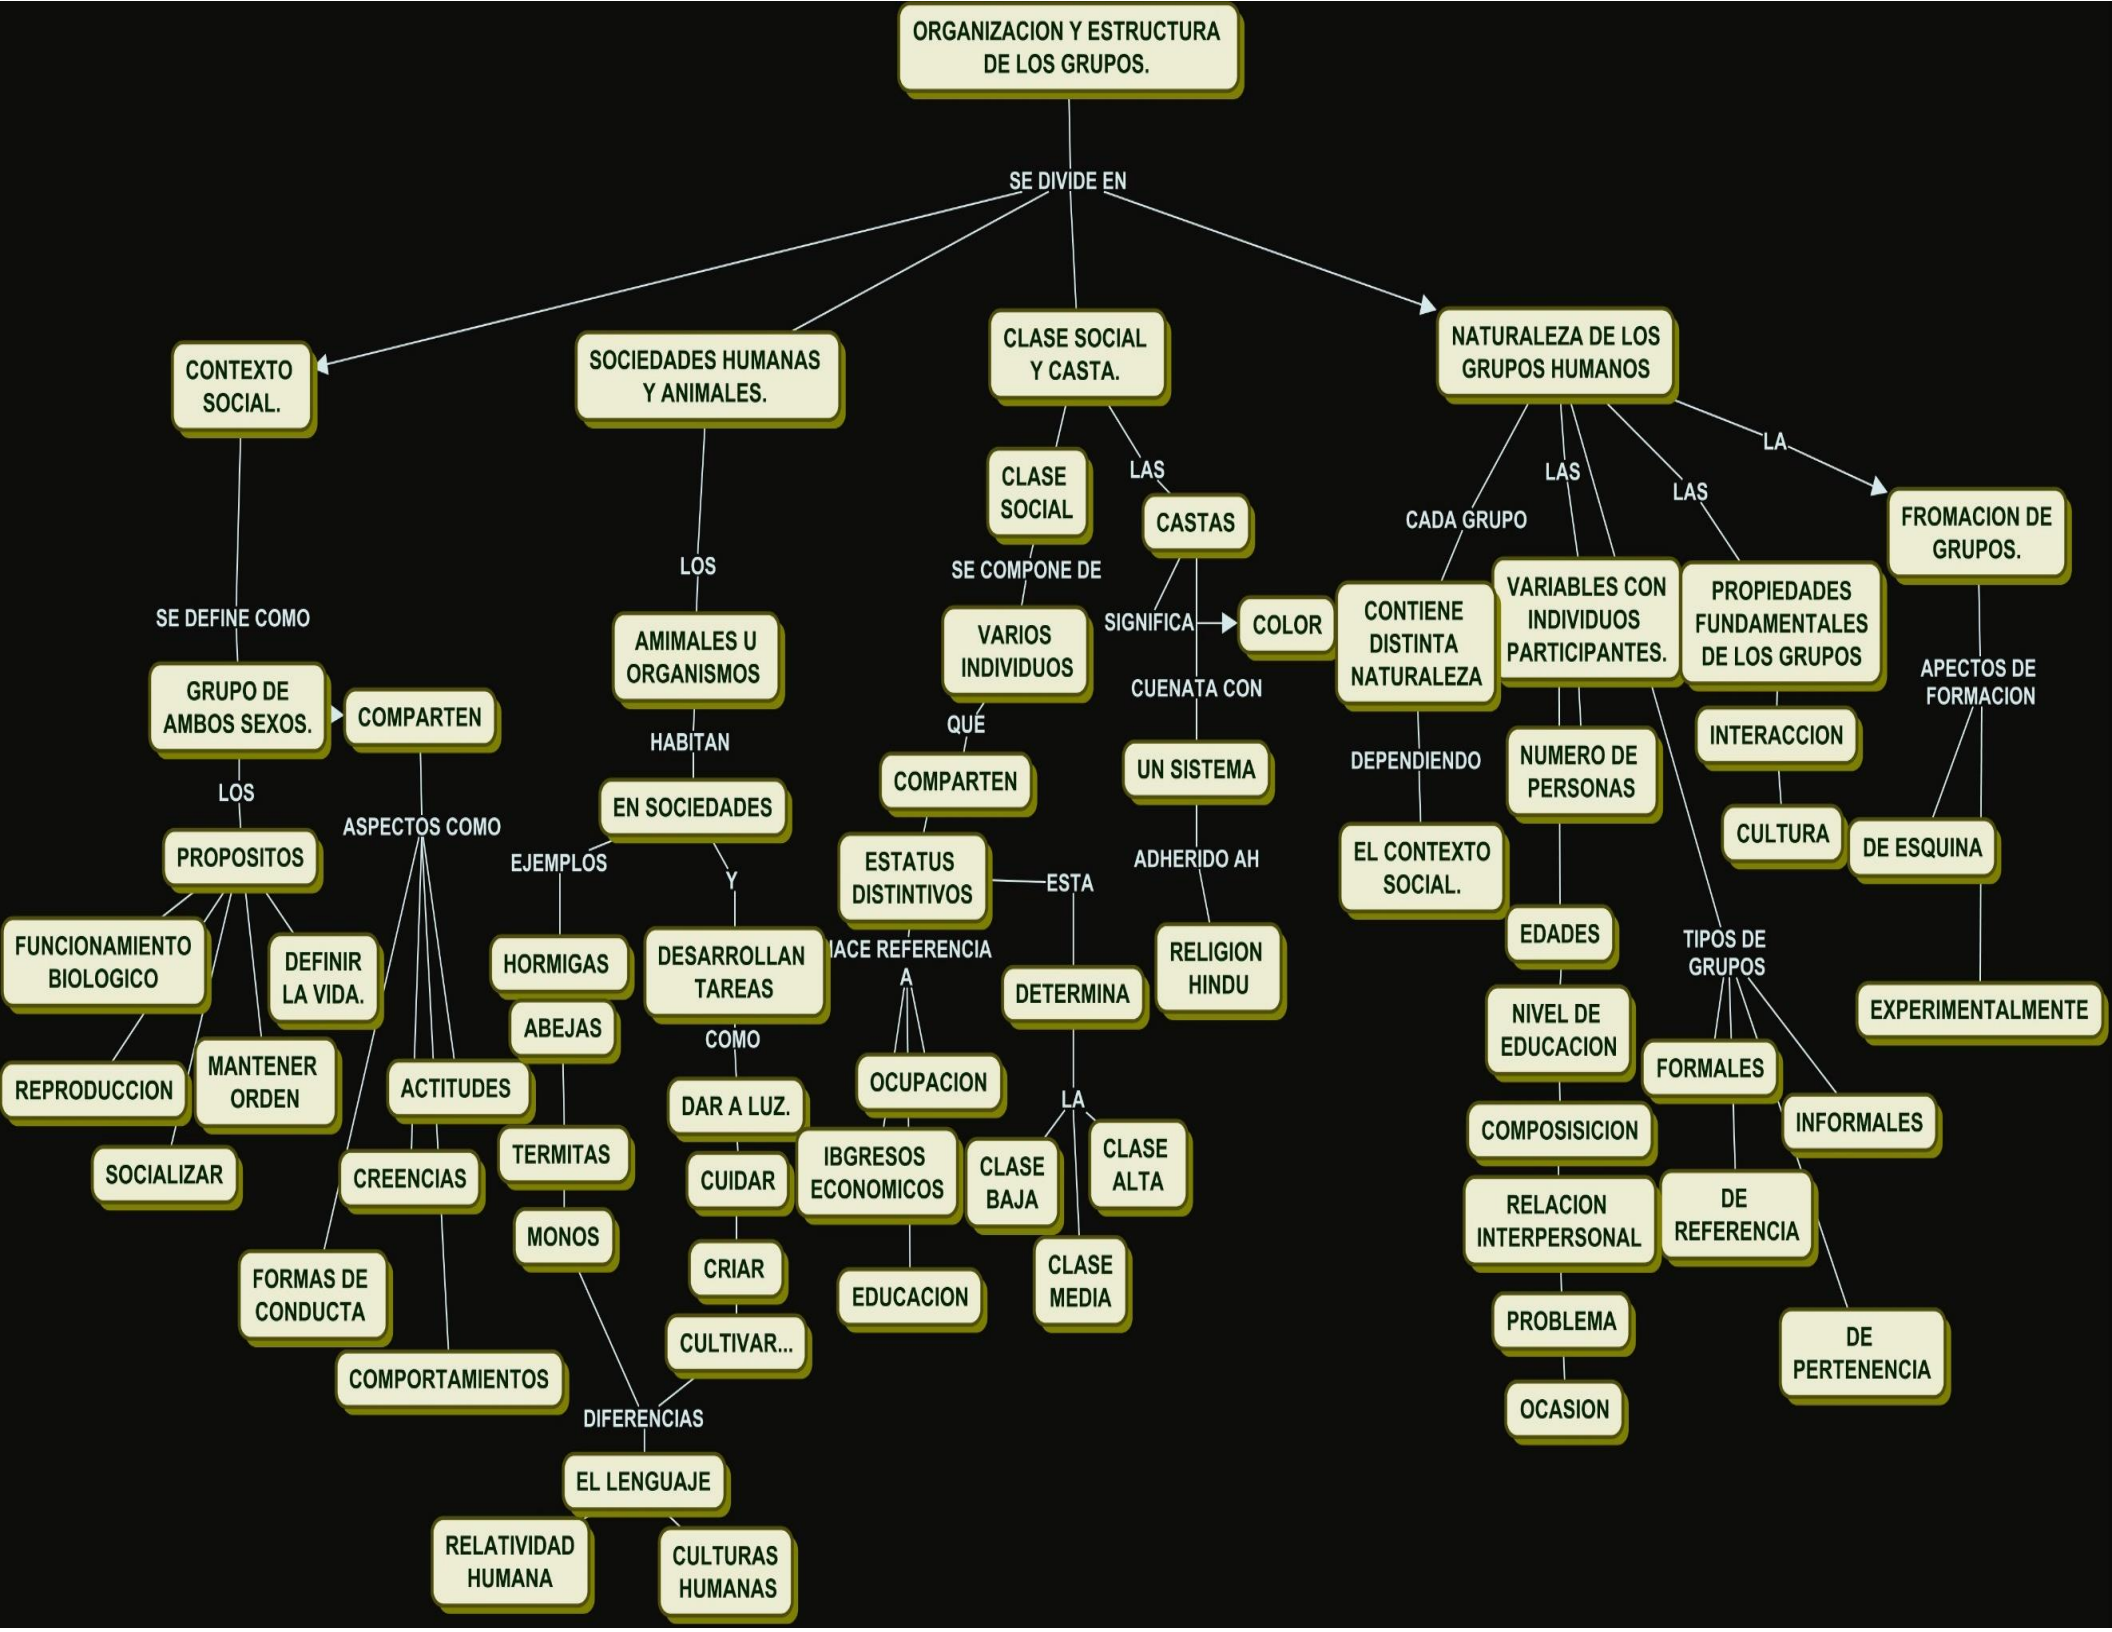 ORGANIZACION Y ESTRUCTURA
DE LOS GRUPOS.
SE DIVIDE EN
CONTEXTO
SOCIAL.
SE DEFINE COMO
GRUPO DE
AMBOS SEXOS.
COMPARTEN
LOS
PROPOSITOS
ASPECTOS COMO
FUNCIONAMIENTO
BIOLOGICO
DEFINIR
LA VIDA.
REPRODUCCION
MANTENER
ORDEN
SOCIALIZAR
ACTITUDES
CREENCIAS
FORMAS DE
CONDUCTA
COMPORTAMIENTOS
SOCIEDADES HUMANAS
Y ANIMALES.
LOS
AMIMALES U
ORGANISMOS
HABITAN
EN SOCIEDADES
EJEMPLOS
Y
HORMIGAS
ABEJAS
TERMITAS
MONOS
DESARROLLAN
TAREAS
COMO
DAR A LUZ.
CUIDAR
CRIAR
CULTIVAR...
DIFERENCIAS
EL LENGUAJE
RELATIVIDAD
HUMANA
CULTURAS
HUMANAS
CLASE SOCIAL
Y CASTA.
CLASE
SOCIAL
SE COMPONE DE
VARIOS
INDIVIDUOS
QUE
COMPARTEN
ESTATUS
DISTINTIVOS
HACE REFERENCIA
A
OCUPACION
IBGRESOS
ECONOMICOS
EDUCACION
ESTA
DETERMINA
LA
CLASE
BAJA
CLASE
ALTA
CLASE
MEDIA
LAS
CASTAS
SIGNIFICA
COLOR
CUENATA CON
UN SISTEMA
ADHERIDO AH
RELIGION
HINDU
NATURALEZA DE LOS
GRUPOS HUMANOS
CADA GRUPO
CONTIENE
DISTINTA
NATURALEZA
DEPENDIENDO
EL CONTEXTO
SOCIAL.
LAS
VARIABLES CON
INDIVIDUOS
PARTICIPANTES.
NUMERO DE
PERSONAS
EDADES
NIVEL DE
EDUCACION
COMPOSISICION
RELACION
INTERPERSONAL
PROBLEMA
OCASION
TIPOS DE
GRUPOS
FORMALES
INFORMALES
DE
REFERENCIA
DE
PERTENENCIA
LAS
PROPIEDADES
FUNDAMENTALES
DE LOS GRUPOS
INTERACCION
CULTURA
LA
FROMACION DE
GRUPOS.
APECTOS DE
FORMACION
DE ESQUINA
EXPERIMENTALMENTE